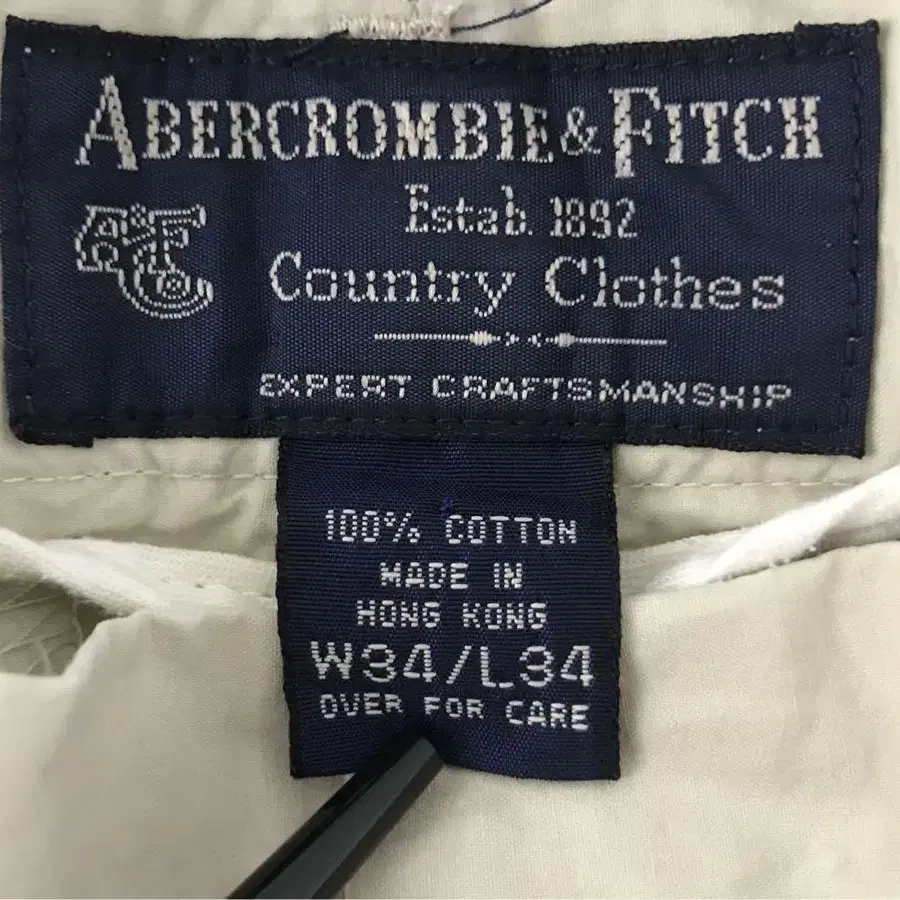 ABERCROMBIE & FITCH
Estab. 1892
Country Clothes
EXPERT CRAFTSMANSHIP
100% COTTON
MADE IN
HONG KONG
W34/L34
OVER FOR CARE